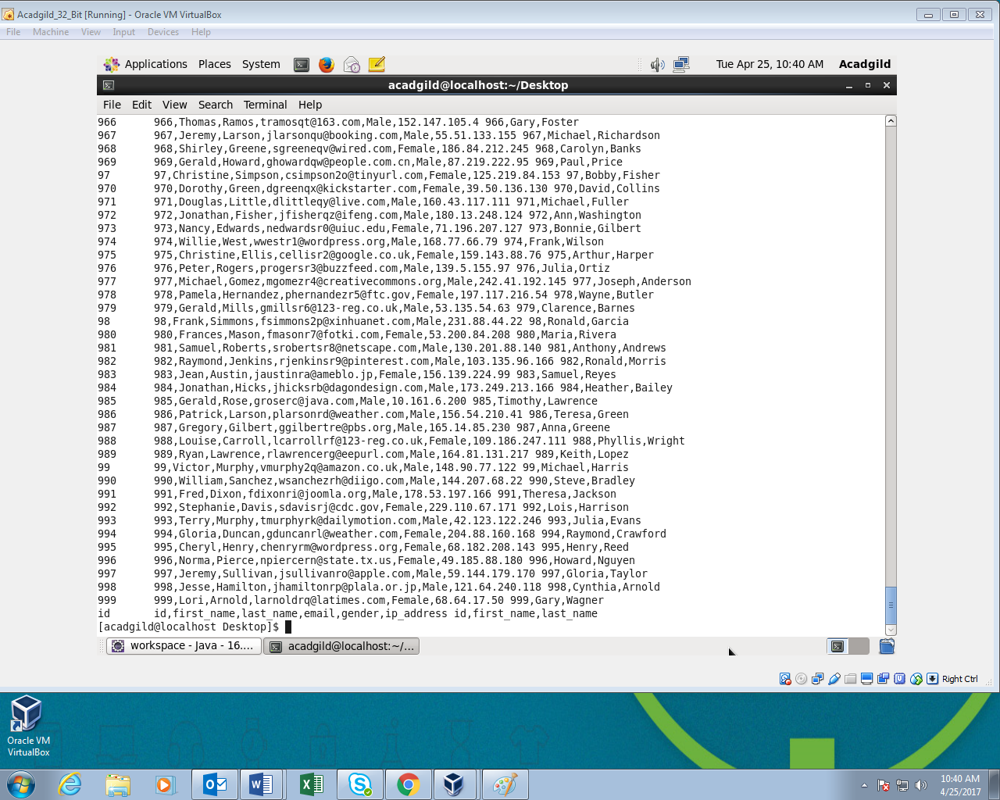 Acadgild_32_Bit [Running] - Oracle VM VirtualBox
File Machine View Input Devices Help
Applications Places System Tue Apr 25, 10:40 AM Acadgild
acadgild@localhost:~/Desktop
File Edit View Search Terminal Help
966 966,Thomas,Ramos,tramosqt@163.com,Male,152.147.105.4 966,Gary,Foster
967 967,Jeremy,Larson,jlarsonqu@booking.com,Male,55.51.133.155 967,Michael,Richardson
968 968,Shirley,Greene,sgreeneqv@wired.com,Female,186.84.212.245 968,Carolyn,Banks
969 969,Gerald,Howard,ghowardqw@people.com.cn,Male,87.219.222.95 969,Paul,Price
97 97,Christine,Simpson,csimpson2o@tinyurl.com,Female,125.219.84.153 97,Bobby,Fisher
970 970,Dorothy,Green,dgreenqx@kickstarter.com,Female,39.50.136.130 970,David,Collins
971 971,Douglas,Little,dlittleqy@live.com,Male,160.43.117.111 971,Michael,Fuller
972 972,Jonathan,Fisher,jfisherqz@ifeng.com,Male,180.13.248.124 972,Ann,Washington
973 973,Nancy,Edwards,nedwardsr0@uiuc.edu,Female,71.196.207.127 973,Bonnie,Gilbert
974 974,Willie,West,wwestr1@wordpress.org,Male,168.77.66.79 974,Frank,Wilson
975 975,Christine,Ellis,cellisr2@google.co.uk,Female,159.143.88.76 975,Arthur,Harper
976 976,Peter,Rogers,progersr3@buzzfeed.com,Male,139.5.155.97 976,Julia,Ortiz
977 977,Michael,Gomez,mgomezr4@creativecommons.org,Male,242.41.192.145 977,Joseph,Anderson
978 978,Pamela,Hernandez,phernandezr5@ftc.gov,Female,197.117.216.54 978,Wayne,Butler
979 979,Gerald,Mills,gmillsr6@123-reg.co.uk,Male,53.135.54.63 979,Clarence,Barnes
98 98,Frank,Simmons,fsimmons2p@xinhuanet.com,Male,231.88.44.22 98,Ronald,Garcia
980 980,Frances,Mason,fmasonr7@fotki.com,Female,53.200.84.208 980,Maria,Rivera
981 981,Samuel,Roberts,srobertsr8@netscape.com,Male,130.201.88.140 981,Anthony,Andrews
982 982,Raymond,Jenkins,rjenkinsr9@pinterest.com,Male,103.135.96.166 982,Ronald,Morris
983 983,Jean,Austin,jaustinra@ameblo.jp,Female,156.139.224.99 983,Samuel,Reyes
984 984,Jonathan,Hicks,jhicksrb@dagondesign.com,Male,173.249.213.166 984,Heather,Bailey
985 985,Gerald,Rose,groserc@java.com,Male,10.161.6.200 985,Timothy,Lawrence
986 986,Patrick,Larson,plarsonrd@weather.com,Male,156.54.210.41 986,Teresa,Green
987 987,Gregory,Gilbert,ggilbertre@pbs.org,Male,165.14.85.230 987,Anna,Greene
988 988,Louise,Carroll,lcarrollrf@123-reg.co.uk,Female,109.186.247.111 988,Phyllis,Wright
989 989,Ryan,Lawrence,rlawrencerg@eepurl.com,Male,164.81.131.217 989,Keith,Lopez
99 99,Victor,Murphy,vmurphy2q@amazon.co.uk,Male,148.90.77.122 99,Michael,Harris
990 990,William,Sanchez,wsanchezrh@diigo.com,Male,144.207.68.22 990,Steve,Bradley
991 991,Fred,Dixon,fdixonri@joomla.org,Male,178.53.197.166 991,Theresa,Jackson
992 992,Stephanie,Davis,sdavisrj@cdc.gov,Female,229.110.67.171 992,Lois,Harrison
993 993,Terry,Murphy,tmurphyrk@dailymotion.com,Male,42.123.122.246 993,Julia,Evans
994 994,Gloria,Duncan,gduncanrl@weather.com,Female,204.88.160.168 994,Raymond,Crawford
995 995,Cheryl,Henry,chenryrm@wordpress.org,Female,68.182.208.143 995,Henry,Reed
996 996,Norma,Pierce,npiercern@state.tx.us,Female,49.185.88.180 996,Howard,Nguyen
997 997,Jeremy,Sullivan,jsullivanro@apple.com,Male,59.144.179.170 997,Gloria,Taylor
998 998,Jesse,Hamilton,jhamiltonrp@plala.or.jp,Male,121.64.240.118 998,Cynthia,Arnold
999 999,Lori,Arnold,larnoldrq@latimes.com,Female,68.64.17.50 999,Gary,Wagner
id id,first_name,last_name,email,gender,ip_address id,first_name,last_name
[acadgild@localhost Desktop]$
workspace - Java - 16.... acadgild@localhost:~/...
Right Ctrl
Oracle VM
VirtualBox
10:40 AM
4/25/2017